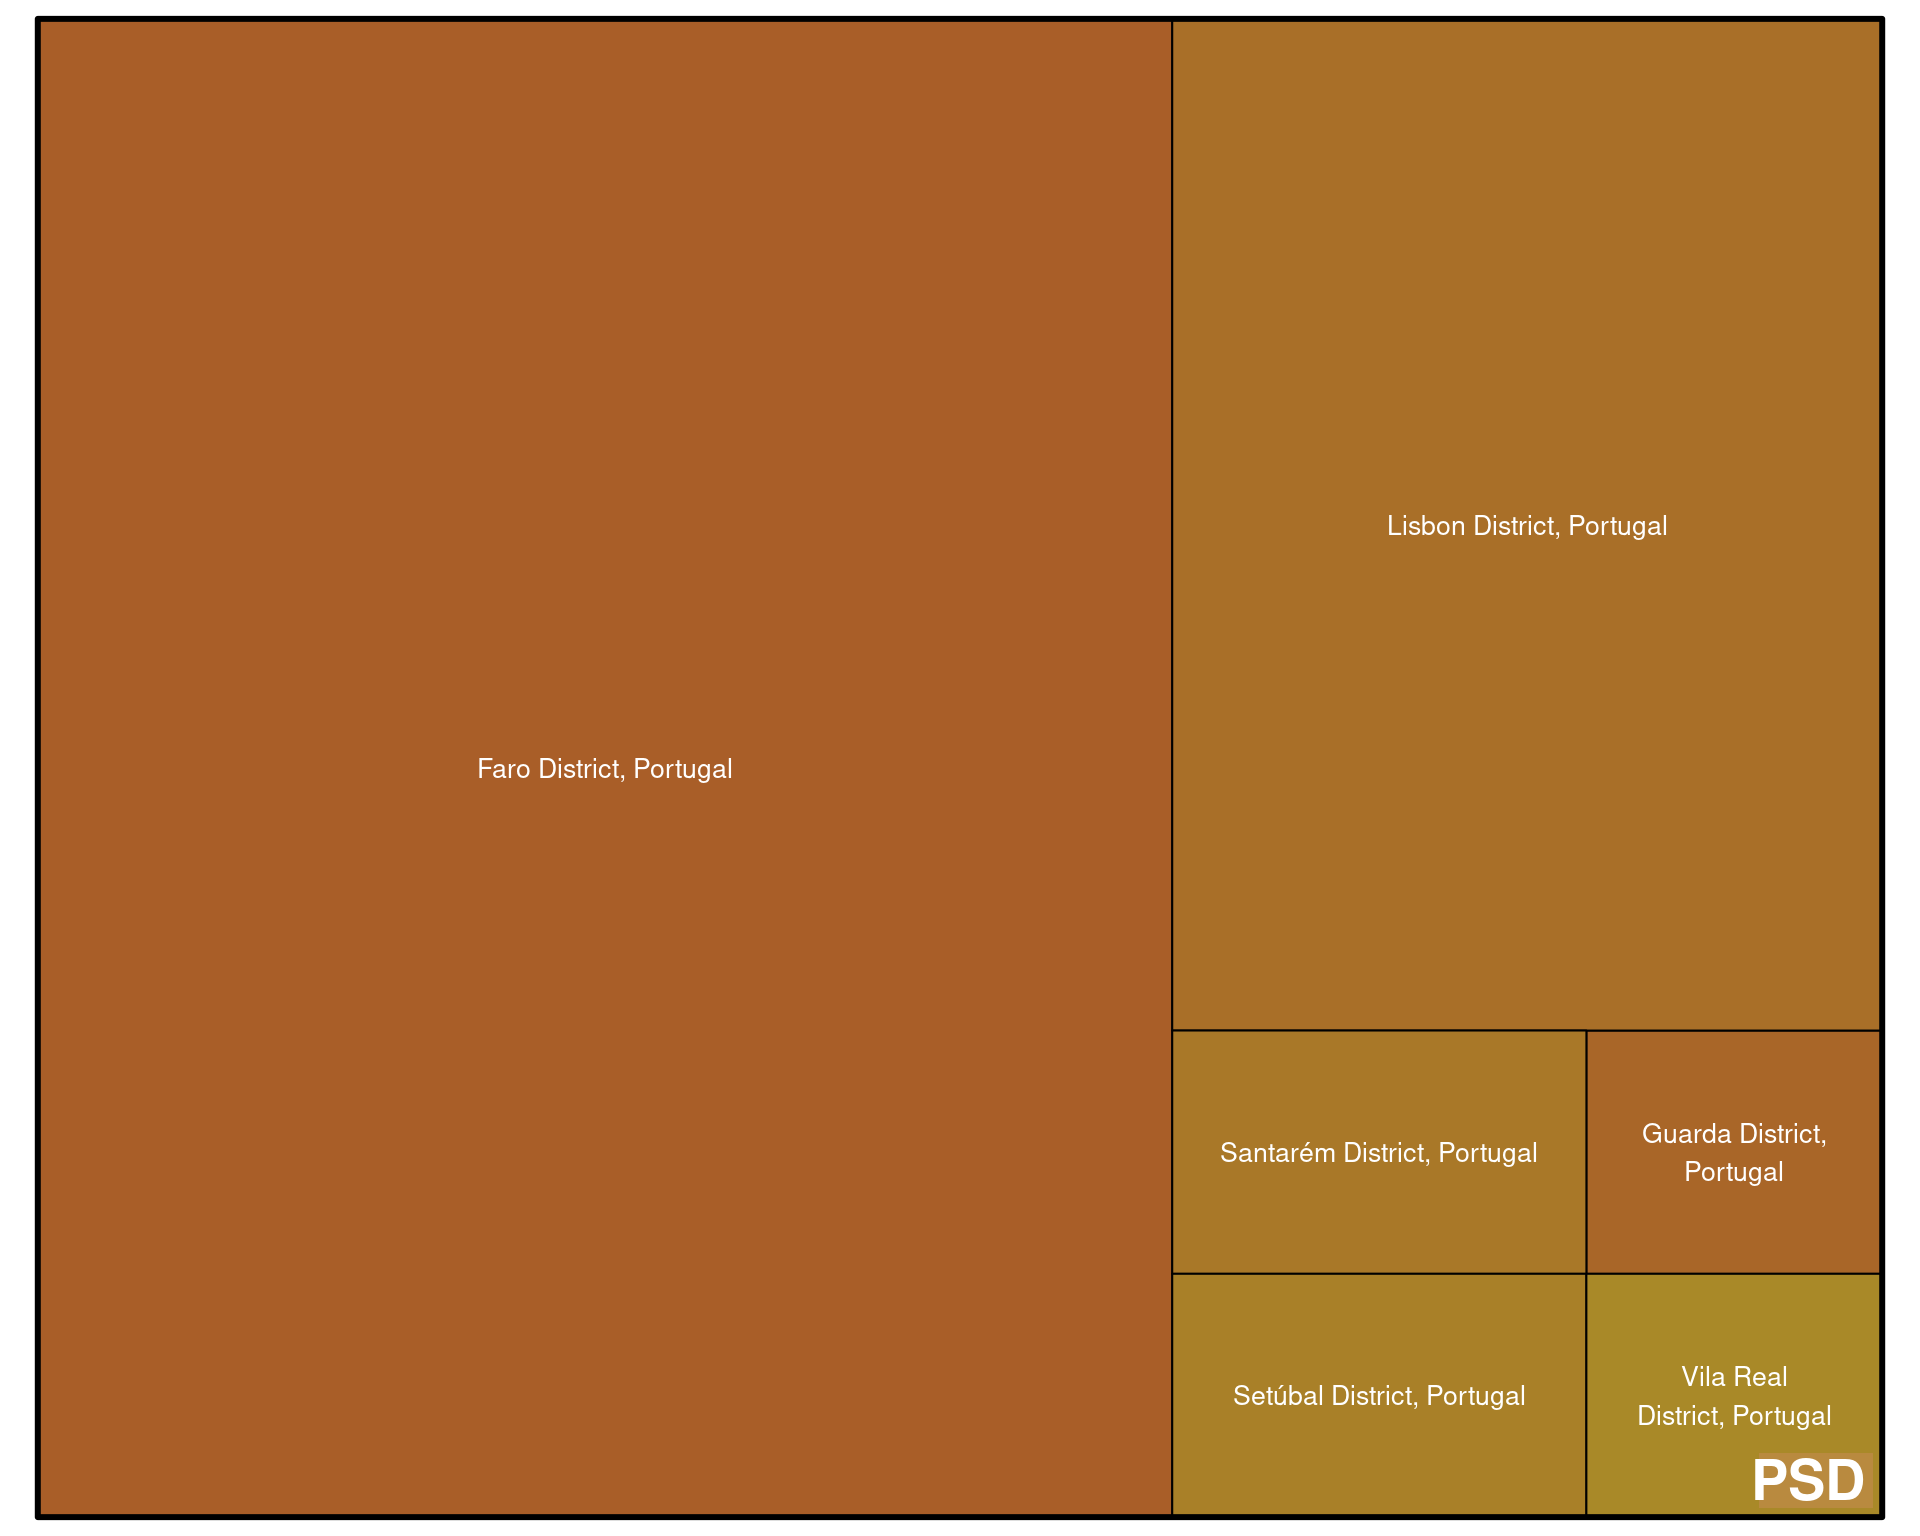 Faro District, Portugal
Lisbon District, Portugal
Santarém District, Portugal
Guarda District,
Portugal
Setúbal District, Portugal
Vila Real
District, Portugal
PSD